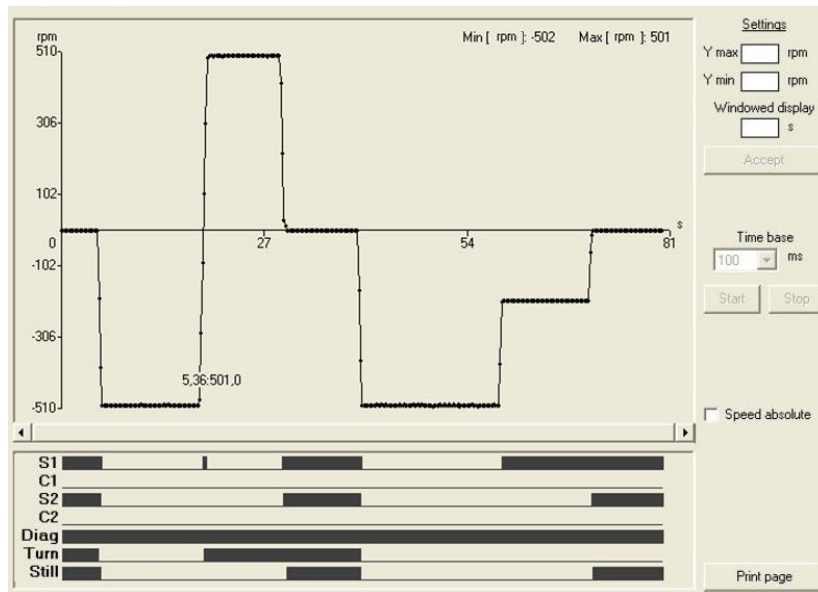 rpm
Min [ rpm ]: -502 Max [ rpm ]: 501
510
306
102
0
27
54
81
s
-102
-306
-510
5,36:501,0
S1
C1
S2
C2
Diag
Turn
Still
Settings
Y max rpm
Y min rpm
Windowed display
s
Accept
Time base
100 ms
Start Stop
Speed absolute
Print page